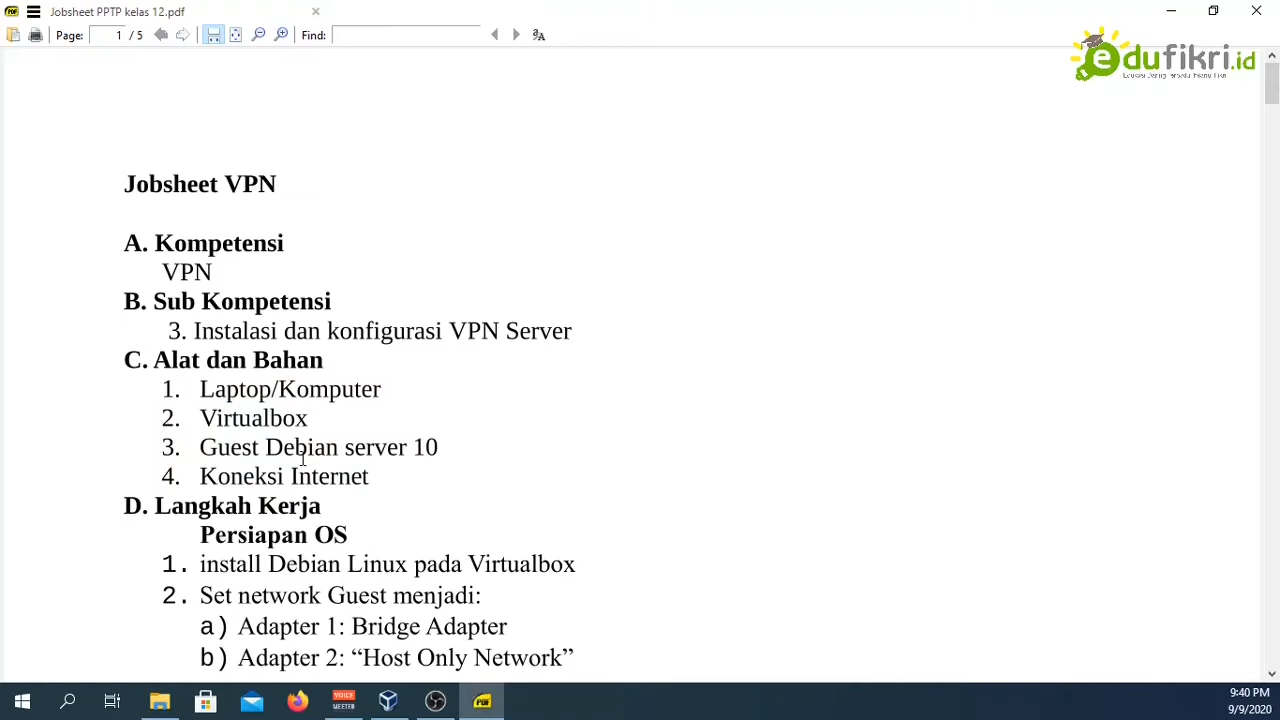 Jobsheet PPTP kelas 12.pdf
Page: 1 / 5 Find:
edufikri.id
Jobsheet VPN
A. Kompetensi
VPN
B. Sub Kompetensi
3. Instalasi dan konfigurasi VPN Server
C. Alat dan Bahan
1. Laptop/Komputer
2. Virtualbox
3. Guest Debian server 10
4. Koneksi Internet
D. Langkah Kerja
Persiapan OS
1. install Debian Linux pada Virtualbox
2. Set network Guest menjadi:
a) Adapter 1: Bridge Adapter
b) Adapter 2: “Host Only Network”
VOICE
MEETER
PDF
9:40 PM
9/9/2020